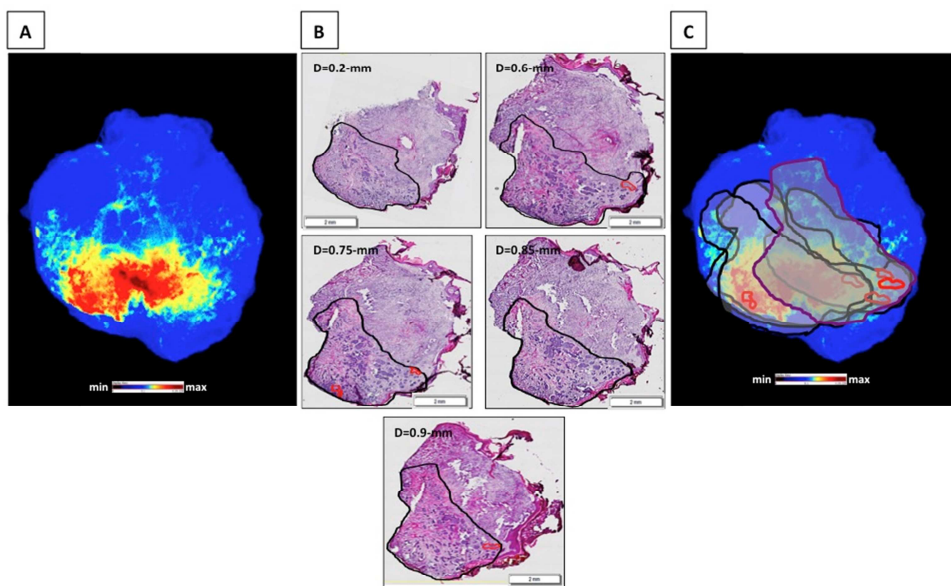 A
B
C
D=0.2-mm
D=0.6-mm
2 mm
2 mm
D=0.75-mm
D=0.85-mm
min
max
2 mm
2 mm
min
max
D=0.9-mm
2 mm